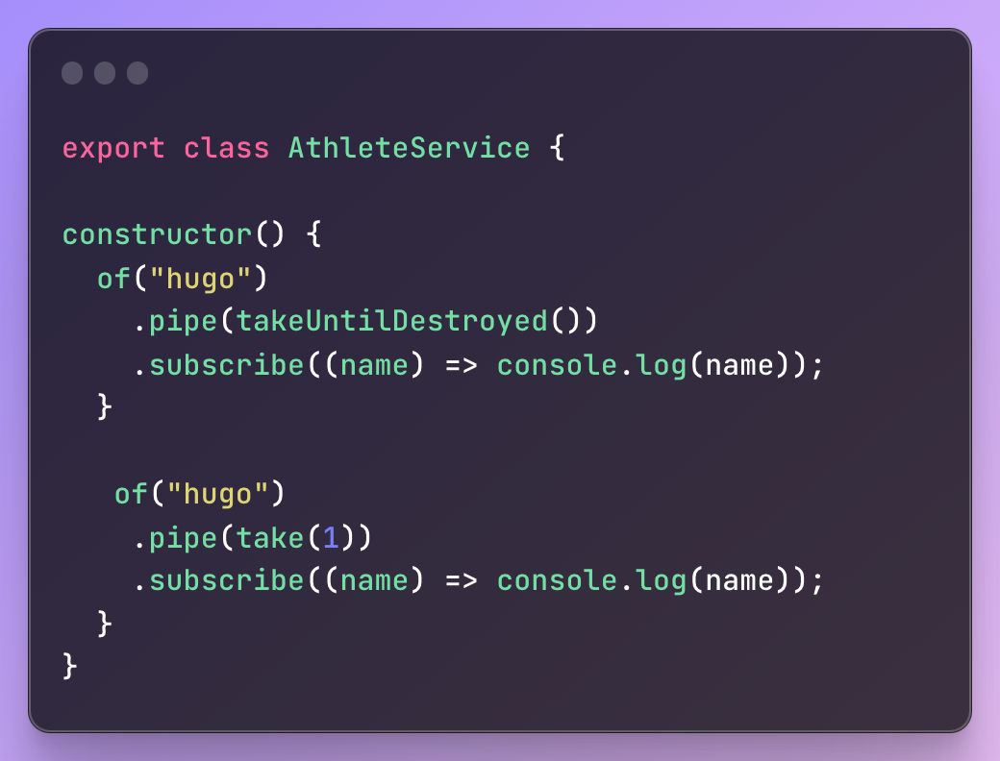 export class AthleteService {

constructor() {
  of("hugo")
    .pipe(takeUntilDestroyed())
    .subscribe((name) => console.log(name));
  }

   of("hugo")
    .pipe(take(1))
    .subscribe((name) => console.log(name));
  }
}